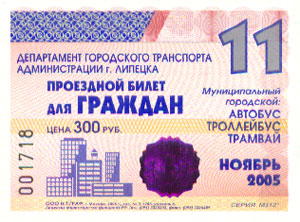 11
ДЕПАРТАМЕНТ ГОРОДСКОГО ТРАНСПОРТА
АДМИНИСТРАЦИИ г. ЛИПЕЦКА
ПРОЕЗДНОЙ БИЛЕТ
для ГРАЖДАН
ЦЕНА 300 РУБ.
Муниципальный
городской:
АВТОБУС
ТРОЛЛЕЙБУС
ТРАМВАЙ
НОЯБРЬ
2005
001718
СЕРИЯ